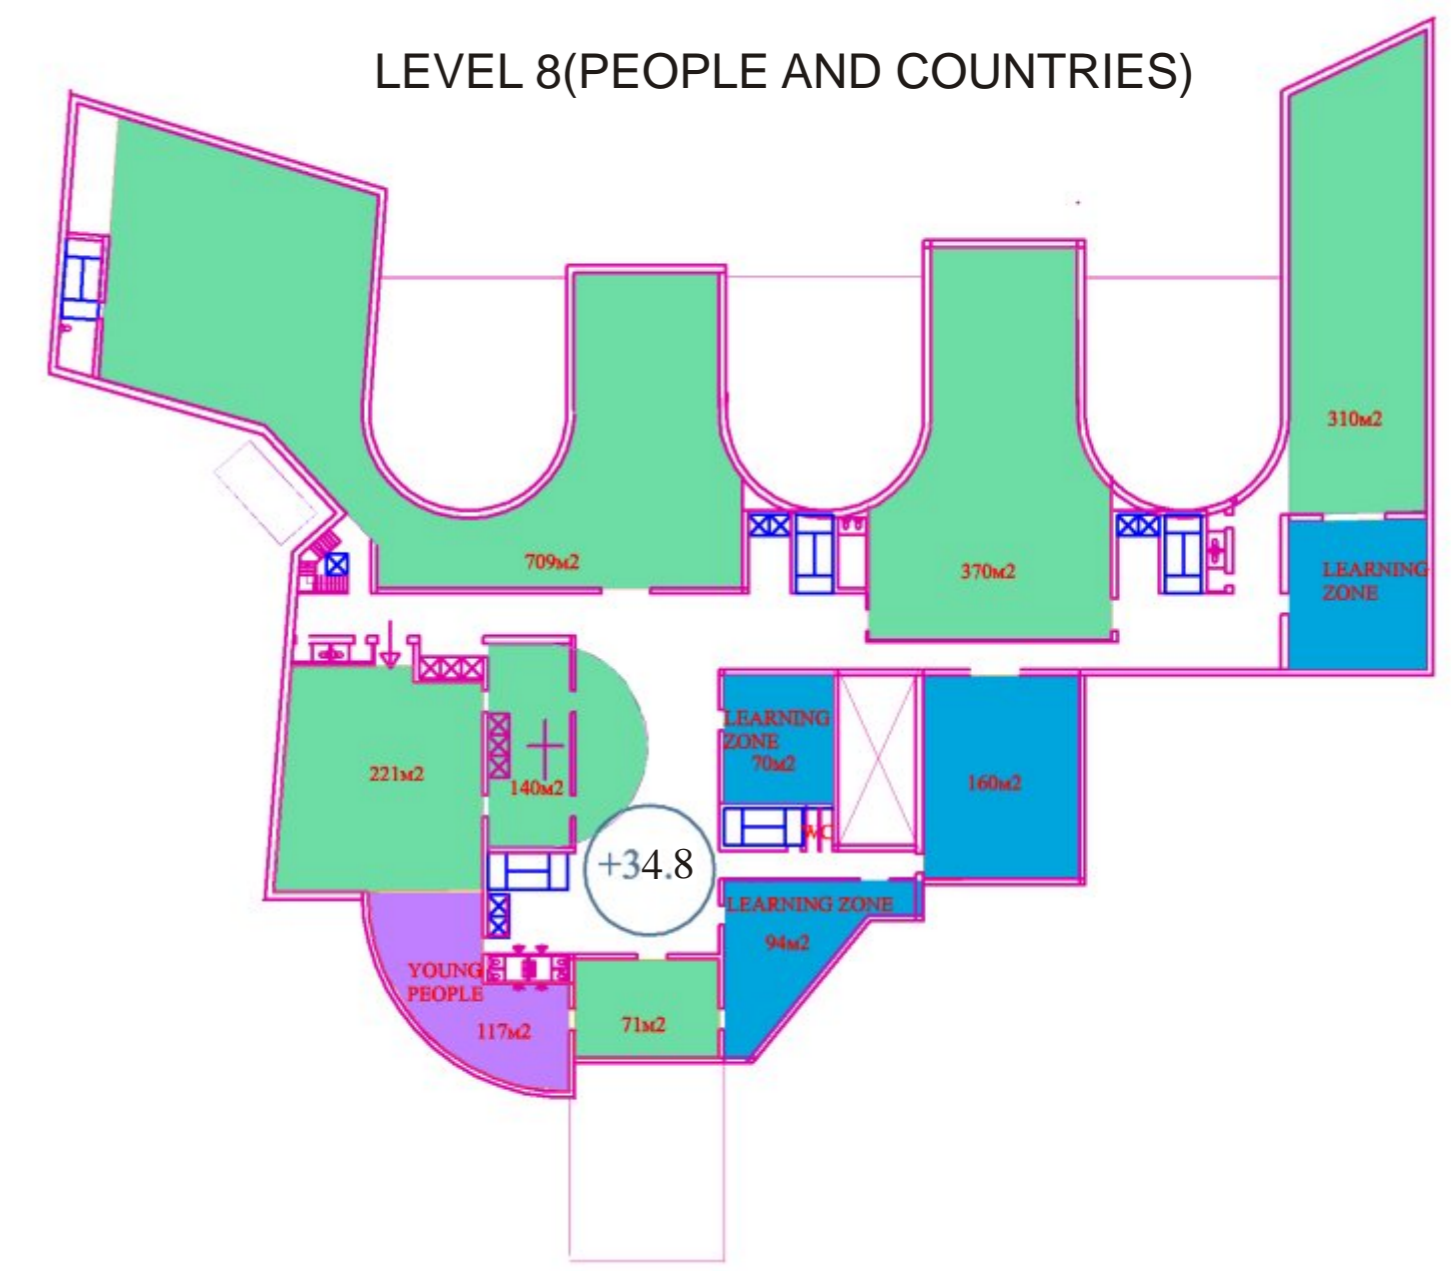 LEVEL 8(PEOPLE AND COUNTRIES)
310м2
709м2
370м2
LEARNING
ZONE
LEARNING
ZONE
70м2
221м2
140м2
160м2
WC
+34.8
LEARNING ZONE
94м2
YOUNG
PEOPLE
117м2
71м2